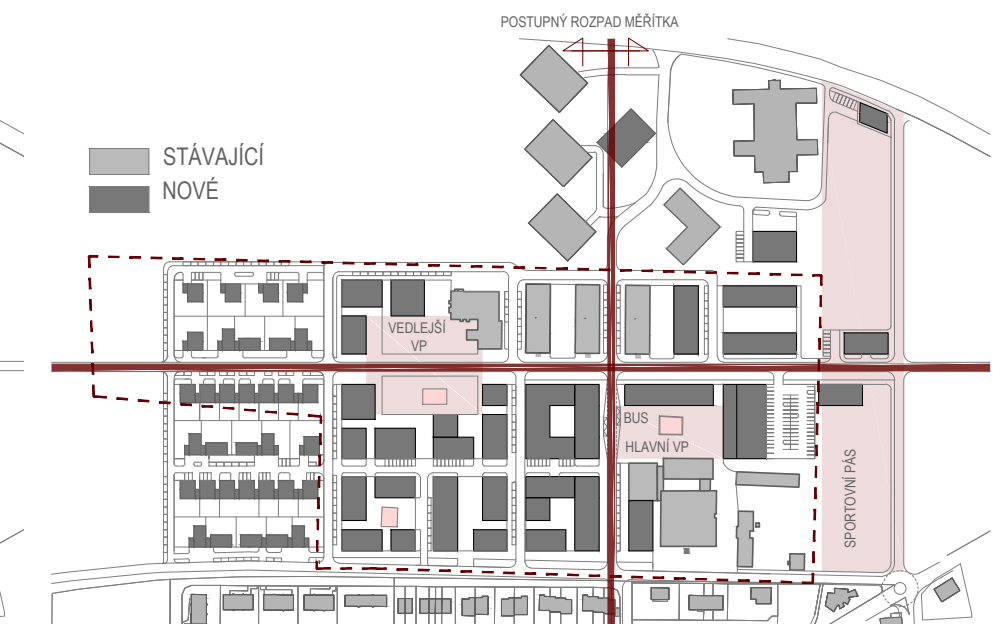 POSTUPNÝ ROZPAD MĚŘÍTKA
STÁVAJÍCÍ
NOVÉ
VEDLEJŠÍ
VP
BUS
HLAVNÍ VP
SPORTOVNÍ PÁS